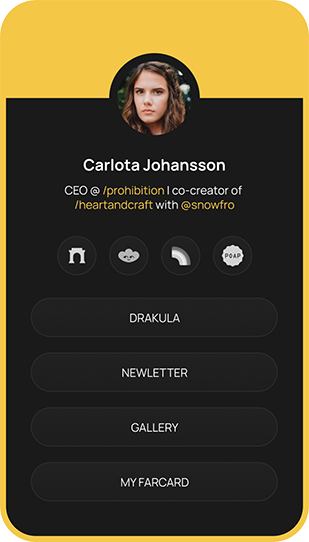 Carlota Johansson
CEO @ /prohibition | co-creator of
/heartandcraft with @snowfro
POAP
DRAKULA
NEWLETTER
GALLERY
MY FARCARD